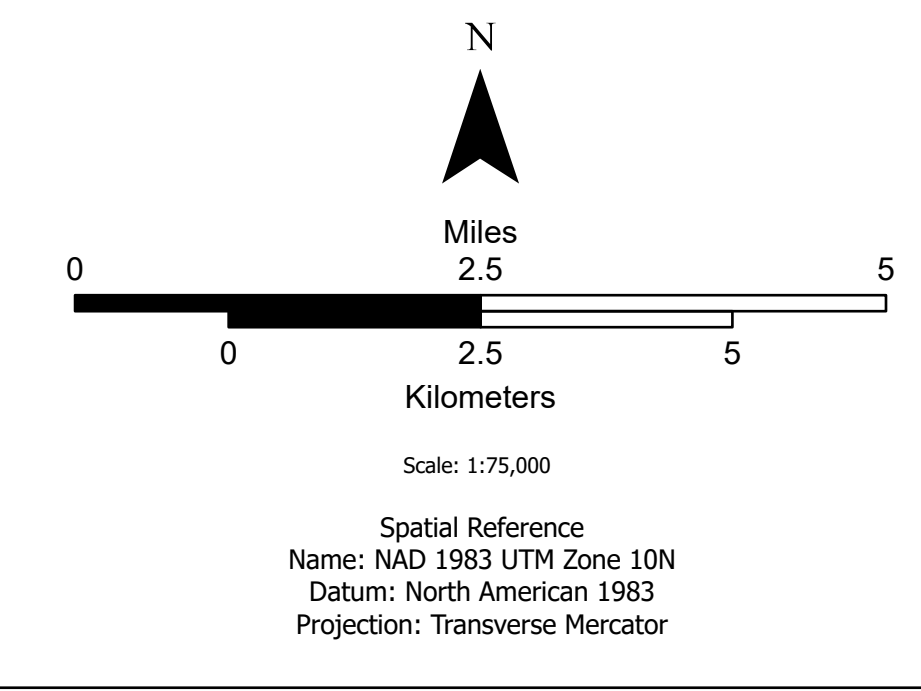 N
Miles
0 2.5 5
0 2.5 5
Kilometers
Scale: 1:75,000
Spatial Reference
Name: NAD 1983 UTM Zone 10N
Datum: North American 1983
Projection: Transverse Mercator